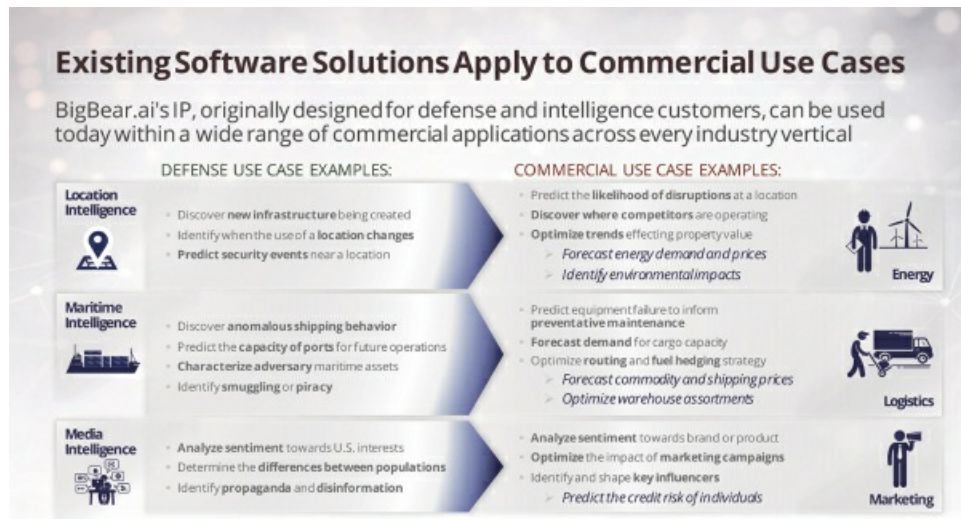 Existing Software Solutions Apply to Commercial Use Cases
BigBear.ai's IP, originally designed for defense and intelligence customers, can be used
today within a wide range of commercial applications across every industry vertical
DEFENSE USE CASE EXAMPLES:
COMMERCIAL USE CASE EXAMPLES:
Location
Intelligence
Discover new infrastructure being created
Identify when the use of a location changes
Predict security events near a location
Predict the likelihood of disruptions at a location
Discover where competitors are operating
Optimize trends effecting property value
Forecast energy demand and prices
Identify environmental impacts
Energy
Maritime
Intelligence
Discover anomalous shipping behavior
Predict the capacity of ports for future operations
Characterize adversary maritime assets
Identify smuggling or piracy
Predict equipment failure to inform
preventative maintenance
Forecast demand for cargo capacity
Optimize routing and fuel hedging strategy
Forecast commodity and shipping prices
Optimize warehouse assortments
Logistics
Media
Intelligence
Analyze sentiment towards U.S. interests
Determine the differences between populations
Identify propaganda and disinformation
Analyze sentiment towards brand or product
Optimize the impact of marketing campaigns
Identify and shape key influencers
Predict the credit risk of individuals
Marketing